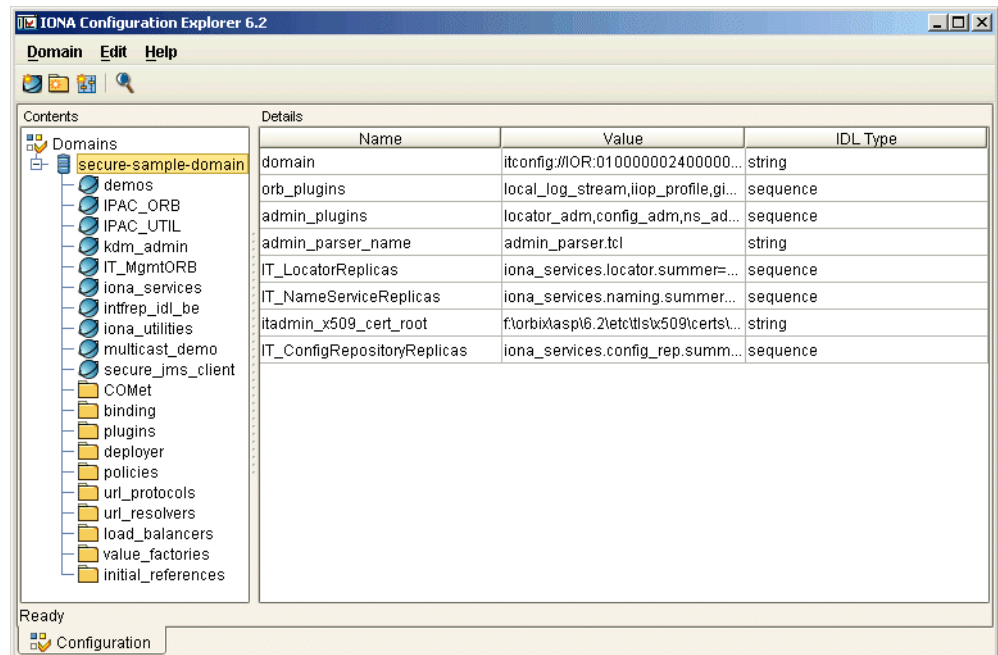 IONA Configuration Explorer 6.2
Domain Edit Help
Contents
Details
Domains
secure-sample-domain
demos
IPAC_ORB
IPAC_UTIL
kdm_admin
IT_MgmtORB
iona_services
intfrep_idl_be
iona_utilities
multicast_demo
secure_jms_client
COMet
binding
plugins
deployer
policies
url_protocols
url_resolvers
load_balancers
value_factories
initial_references
Name Value IDL Type
domain itconfig://IOR:010000002400000... string
orb_plugins local_log_stream,iiop_profile,gi... sequence
admin_plugins locator_adm,config_adm,ns_ad... sequence
admin_parser_name admin_parser.tcl string
IT_LocatorReplicas iona_services.locator.summer=... sequence
IT_NameServiceReplicas iona_services.naming.summer... sequence
itadmin_x509_cert_root f:\orbix\asp\6.2\etc\tls\x509\certs\... string
IT_ConfigRepositoryReplicas iona_services.config_rep.summ... sequence
Ready
Configuration